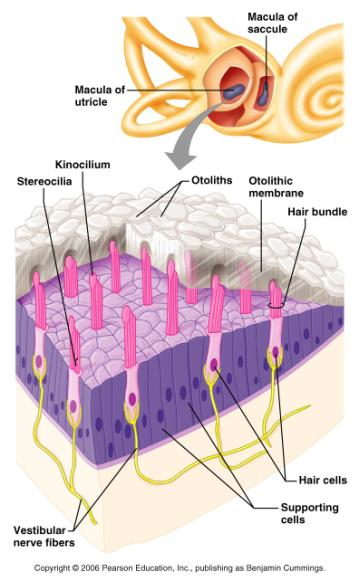 Macula of
saccule
Macula of
utricle
Kinocilium
Stereocilia
Otoliths
Otolithic
membrane
Hair bundle
Hair cells
Supporting
cells
Vestibular
nerve fibers
Copyright © 2006 Pearson Education, Inc., publishing as Benjamin Cummings.